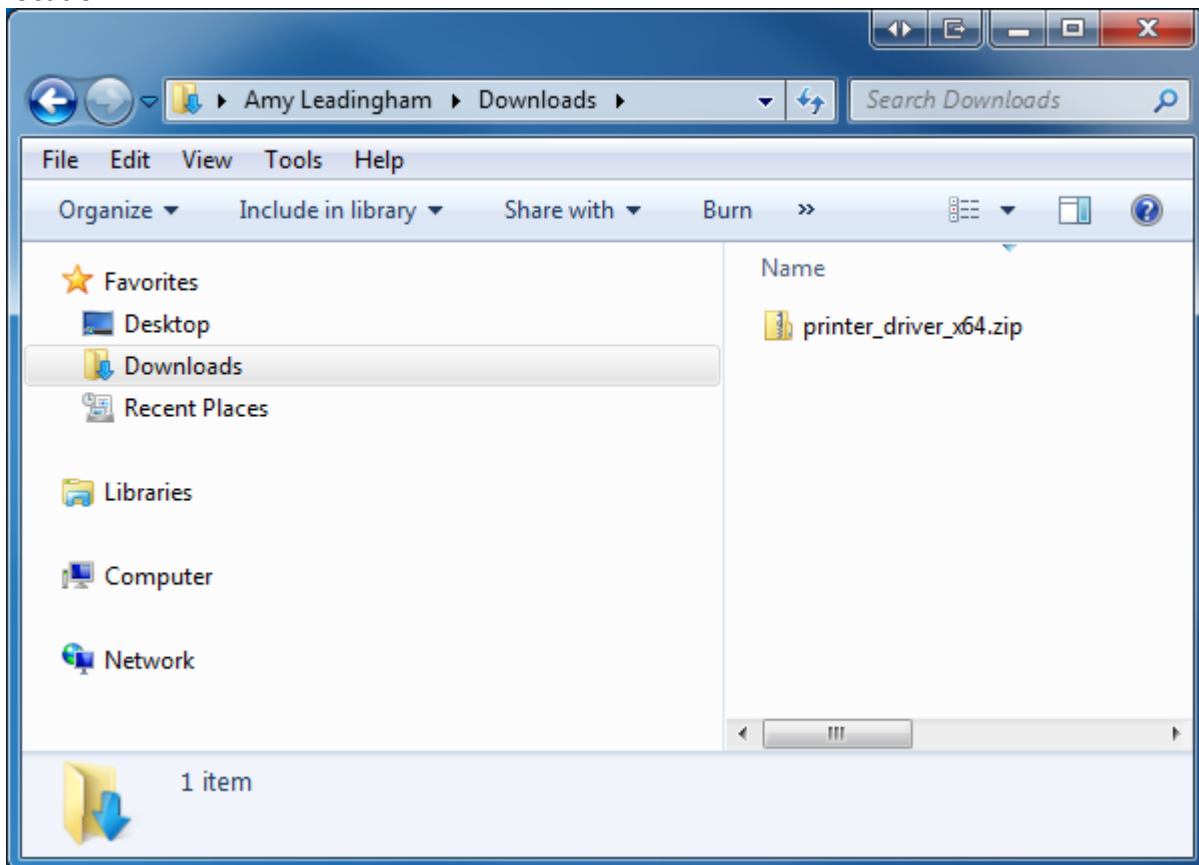 Amy Leadingham Downloads Search Downloads
File Edit View Tools Help
Organize Include in library Share with Burn »
Favorites
Desktop
Downloads
Recent Places
Libraries
Computer
Network
Name
printer_driver_x64.zip
1 item